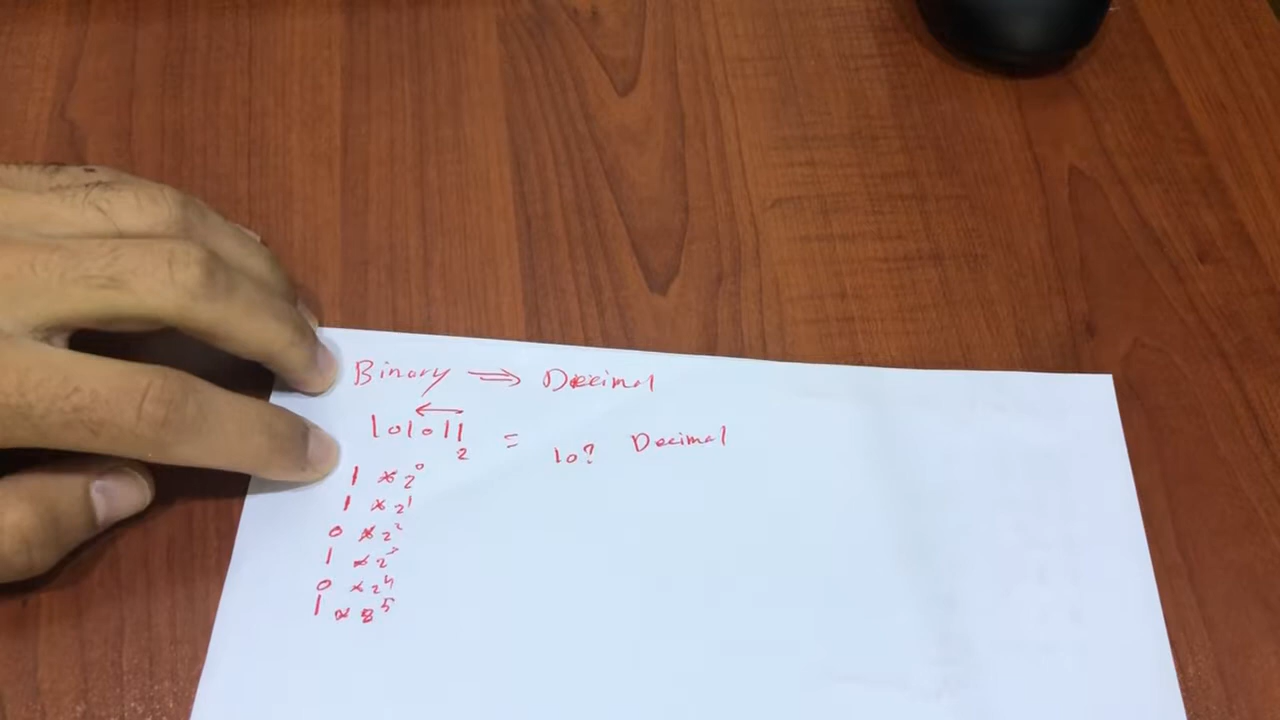 Binary ⇒ Decimal
←
101011₂ = 10? Decimal
1 × 2⁰
1 × 2¹
0 × 2²
1 × 2³
0 × 2⁴
1 × 2⁵